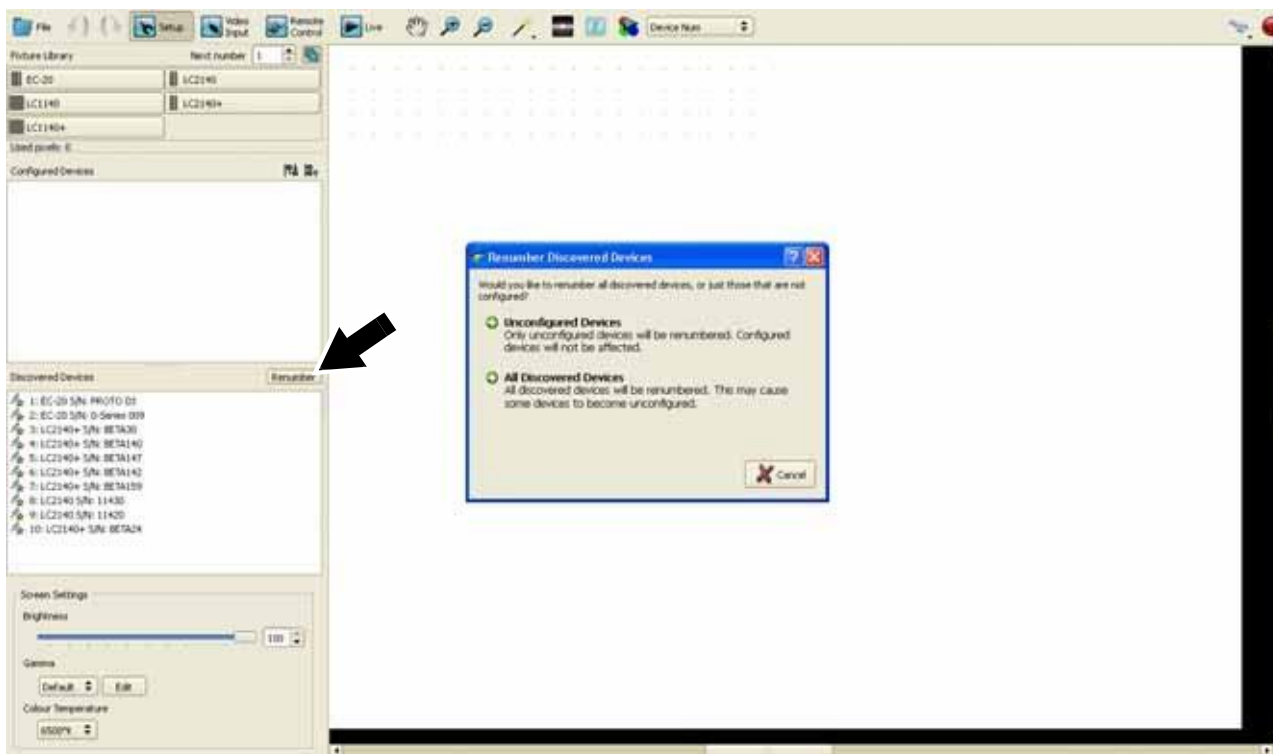 File
Setup
Video Input
Remote Control
Live
Device Num
Fixture Library
Next number 1
EC-20
LC2140
LC1140
LC2140+
LC1140+
Used pixels: 0
Configured Devices
Renumber Discovered Devices
Would you like to renumber all discovered devices, or just those that are not
configured?
Unconfigured Devices
Only unconfigured devices will be renumbered. Configured
devices will not be affected.
All Discovered Devices
All discovered devices will be renumbered. This may cause
some devices to become unconfigured.
Cancel
Discovered Devices
Renumber
1: EC-20 S/N: PROTO
2: EC-20 S/N: 0-Series 009
3: LC2140+ S/N: BETA30
4: LC2140+ S/N: BETA140
5: LC2140+ S/N: BETA147
6: LC2140+ S/N: BETA142
7: LC2140+ S/N: BETA159
8: LC2140 S/N: 11430
9: LC2140 S/N: 11420
10: LC2140+ S/N: BETA24
Screen Settings
Brightness
100
Gamma
Default
Edit
Colour Temperature
6500°K